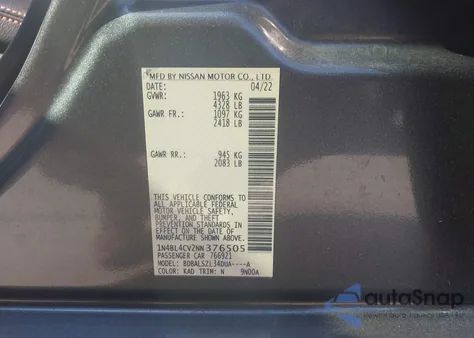 MFD BY NISSAN MOTOR CO., LTD.
DATE: 04/22
GVWR: 1963 KG
4328 LB
GAWR FR.: 1097 KG
2418 LB
GAWR RR.: 945 KG
2083 LB
THIS VEHICLE CONFORMS TO
ALL APPLICABLE FEDERAL
MOTOR VEHICLE SAFETY,
BUMPER, AND THEFT
PREVENTION STANDARDS
IN EFFECT ON THE DATE OF
MANUFACTURE SHOWN ABOVE.
1N4BL4CV2NN376505
PASSENGER CAR 766921
MODEL: BDBALSZL34DUA----A
COLOR: KAD TRIM: N 9N00A
autoSnap